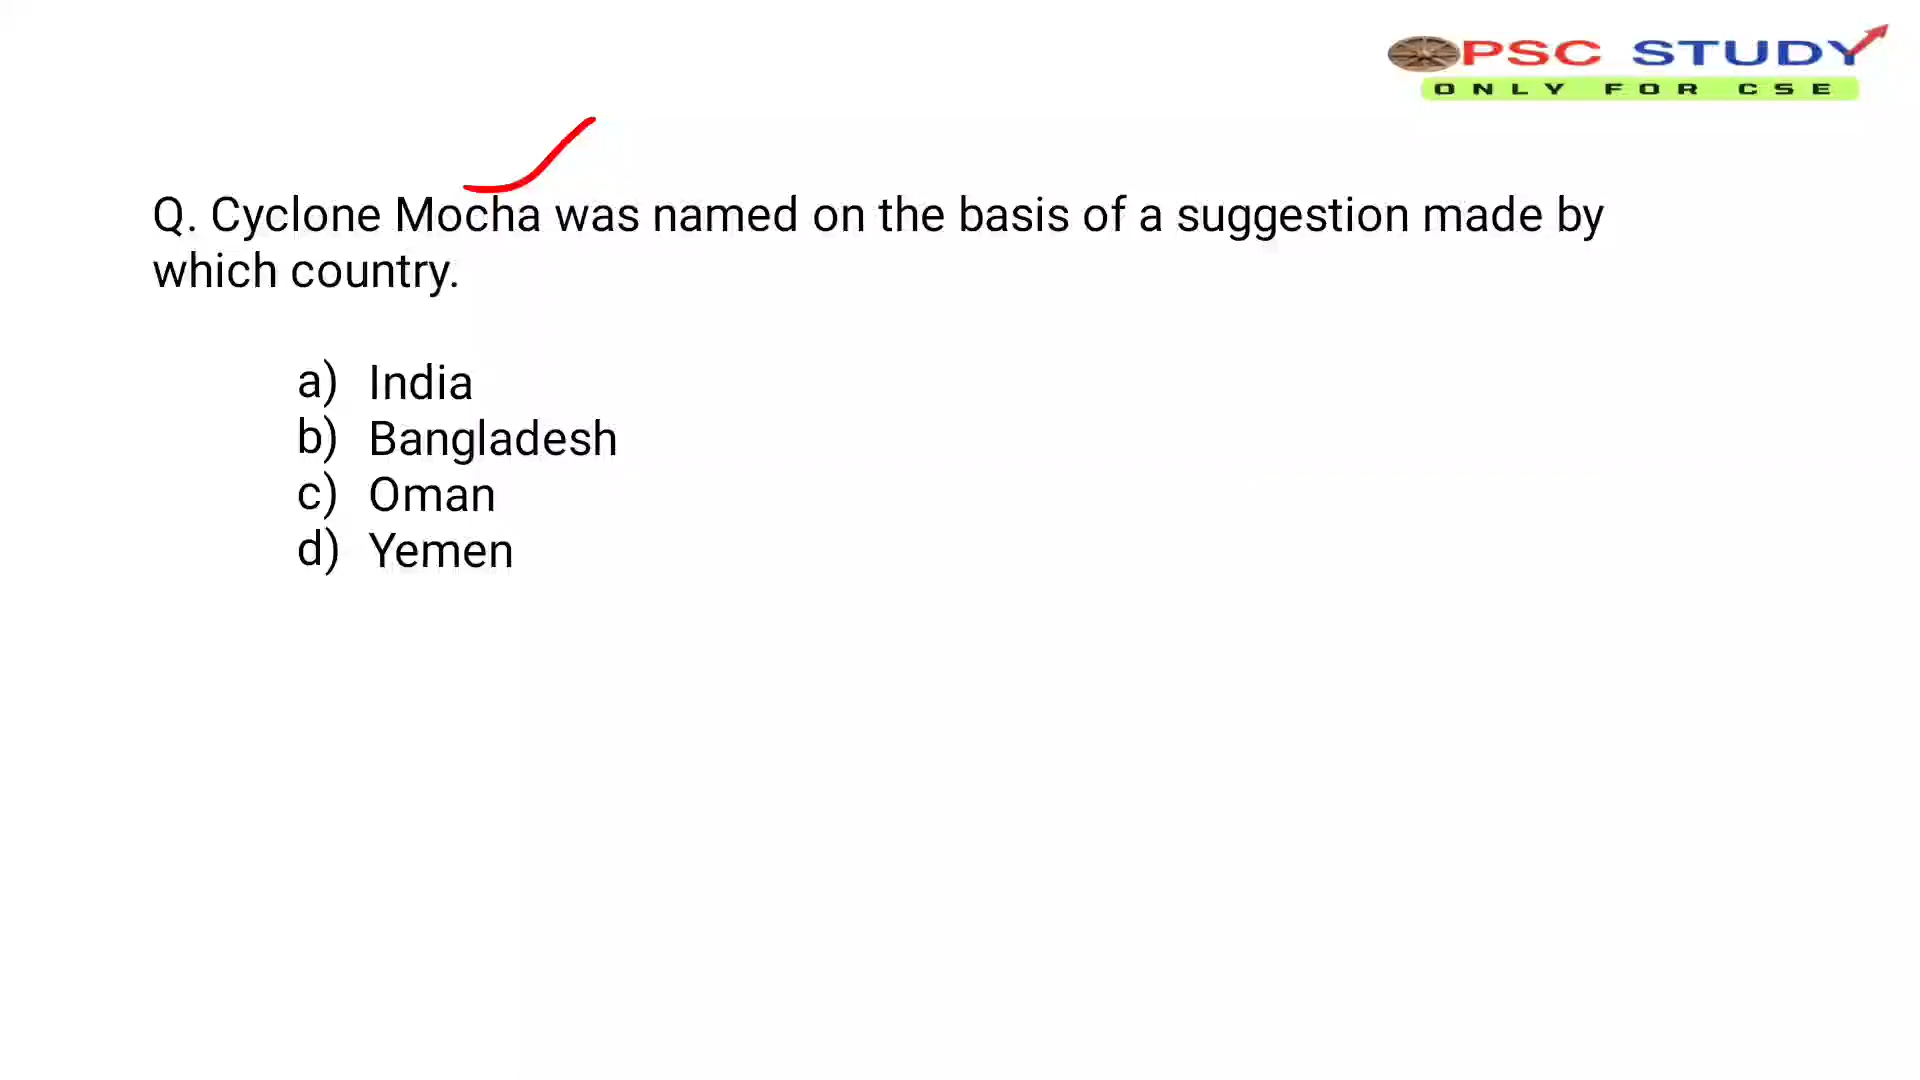 PSC STUDY
ONLY FOR CSE
Q. Cyclone Mocha was named on the basis of a suggestion made by
which country.
a) India
b) Bangladesh
c) Oman
d) Yemen